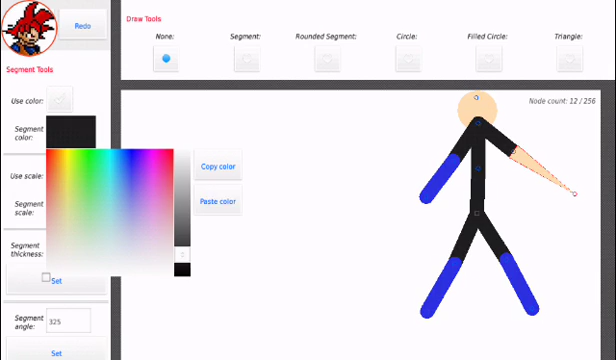 Redo
Draw Tools
None:
Segment:
Rounded Segment:
Circle:
Filled Circle:
Triangle:
Segment Tools
Use color:
Segment
color:
Copy color
Paste color
Use scale:
Segment
scale:
Segment
thickness:
Set
Segment
angle:
325
Set
Node count: 12 / 256